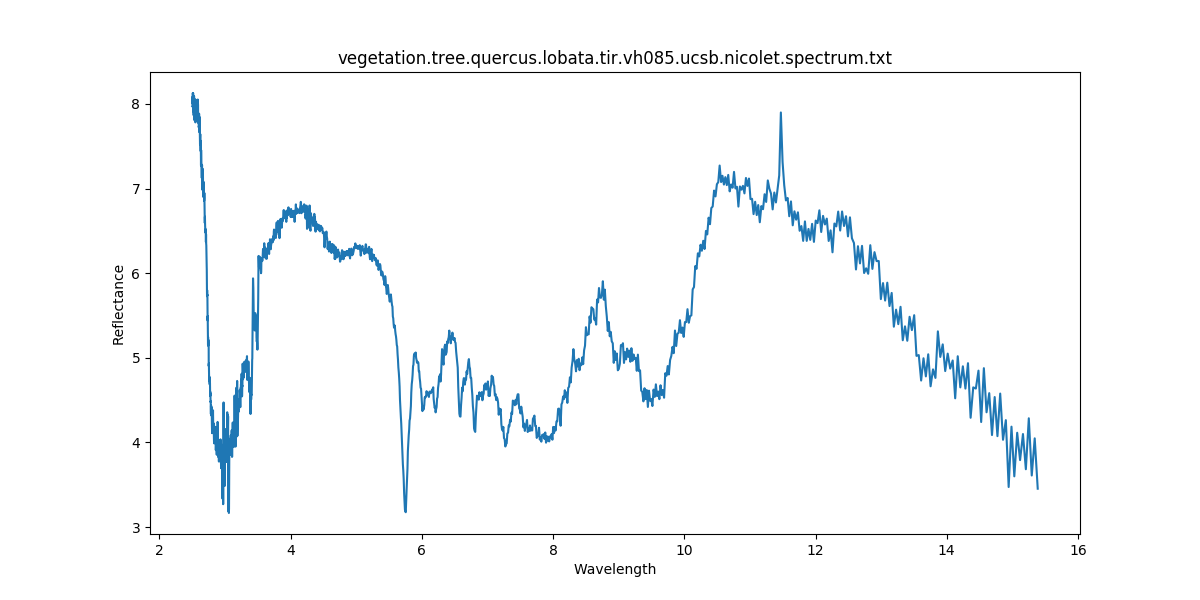 vegetation.tree.quercus.lobata.tir.vh085.ucsb.nicolet.spectrum.txt
8
7
6
5
4
3
Reflectance
2 4 6 8 10 12 14 16
Wavelength